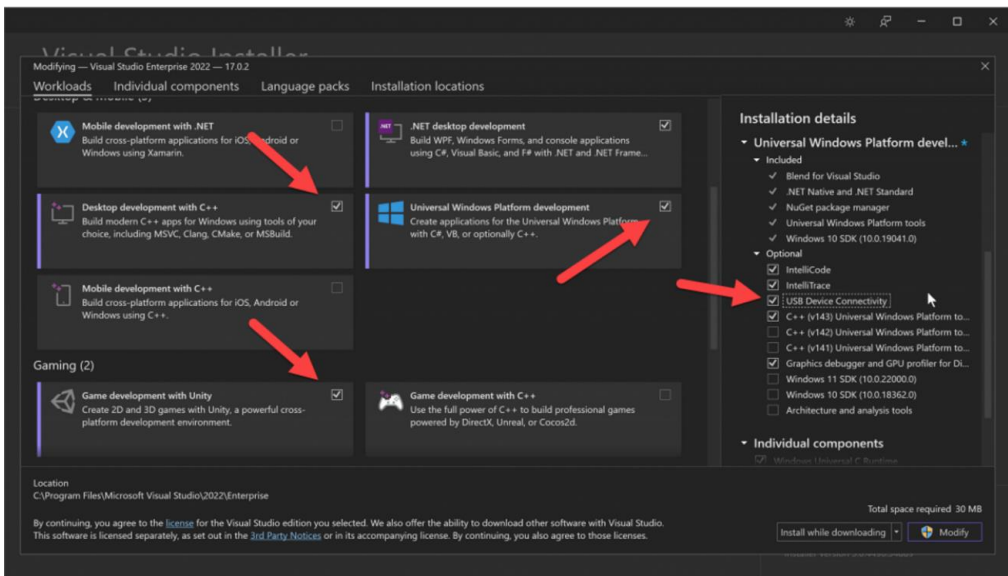 Visual Studio Installer
Modifying — Visual Studio Enterprise 2022 — 17.0.2
Workloads Individual components Language packs Installation locations
Desktop & Mobile (5)
Mobile development with .NET
Build cross-platform applications for iOS, Android or
Windows using Xamarin.
.NET desktop development
Build WPF, Windows Forms, and console applications
using C#, Visual Basic, and F# with .NET and .NET Frame...
Desktop development with C++
Build modern C++ apps for Windows using tools of your
choice, including MSVC, Clang, CMake, or MSBuild.
Universal Windows Platform development
Create applications for the Universal Windows Platform
with C#, VB, or optionally C++.
Mobile development with C++
Build cross-platform applications for iOS, Android or
Windows using C++.
Gaming (2)
Game development with Unity
Create 2D and 3D games with Unity, a powerful cross-
platform development environment.
Game development with C++
Use the full power of C++ to build professional games
powered by DirectX, Unreal, or Cocos2d.
Installation details
Universal Windows Platform devel... *
Included
Blend for Visual Studio
.NET Native and .NET Standard
NuGet package manager
Universal Windows Platform tools
Windows 10 SDK (10.0.19041.0)
Optional
IntelliCode
IntelliTrace
USB Device Connectivity
C++ (v143) Universal Windows Platform to...
C++ (v142) Universal Windows Platform to...
C++ (v141) Universal Windows Platform to...
Graphics debugger and GPU profiler for Di...
Windows 11 SDK (10.0.22000.0)
Windows 10 SDK (10.0.18362.0)
Architecture and analysis tools
Individual components
Windows Universal C Runtime
Location
C:\Program Files\Microsoft Visual Studio\2022\Enterprise
By continuing, you agree to the license for the Visual Studio edition you selected. We also offer the ability to download other software with Visual Studio.
This software is licensed separately, as set out in the 3rd Party Notices or in its accompanying license. By continuing, you also agree to those licenses.
Total space required 30 MB
Install while downloading
Modify